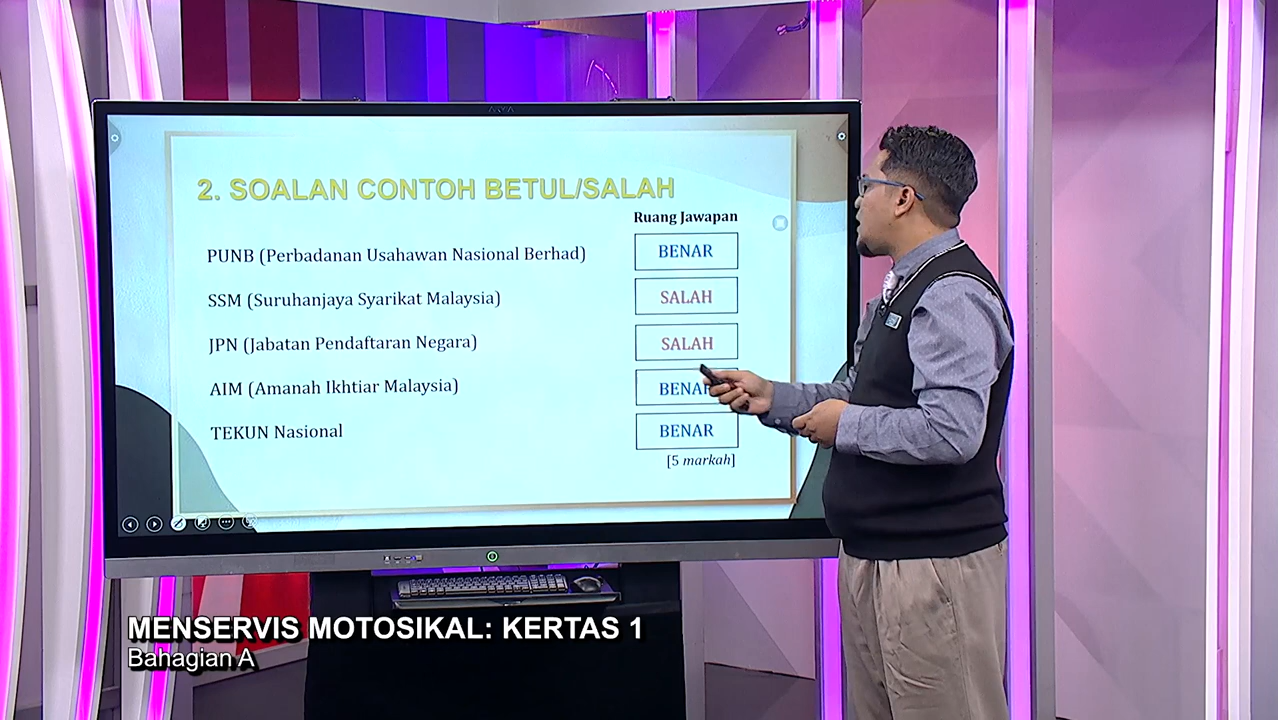 2. SOALAN CONTOH BETUL/SALAH
Ruang Jawapan
PUNB (Perbadanan Usahawan Nasional Berhad) BENAR
SSM (Suruhanjaya Syarikat Malaysia) SALAH
JPN (Jabatan Pendaftaran Negara) SALAH
AIM (Amanah Ikhtiar Malaysia) BENAR
TEKUN Nasional BENAR
[5 markah]
MENSERVIS MOTOSIKAL: KERTAS 1
Bahagian A